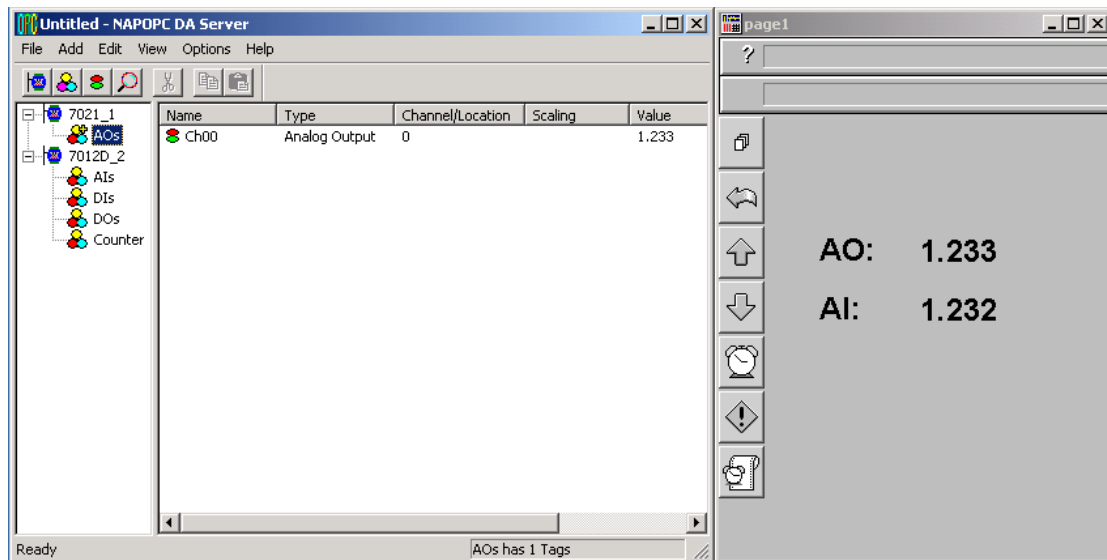 Untitled - NAPOPC DA Server
File Add Edit View Options Help
7021_1
AOs
7012D_2
AIs
DIs
DOs
Counter
Name Type Channel/Location Scaling Value
Ch00 Analog Output 0 1.233
Ready AOs has 1 Tags
page1
?
AO: 1.233
AI: 1.232